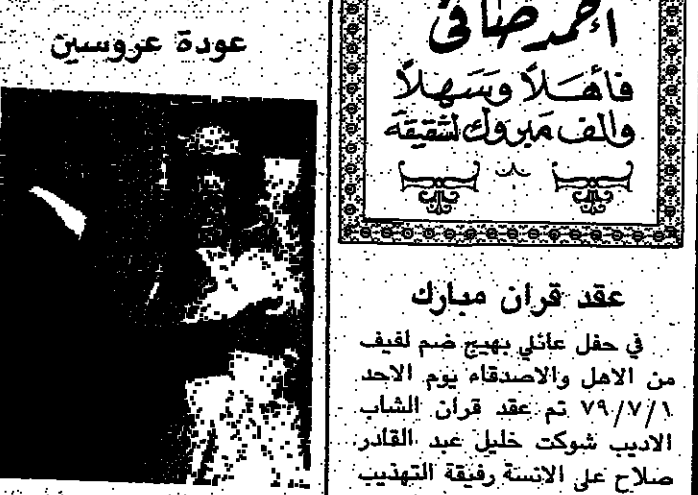 احمد صافي
فأهلاً وسهلاً
والف مبروك لشقيقه
عقد قران مبارك
في حفل عائلي بهيج ضم لفيف
من الاهل والاصدقاء يوم الاحد
٧٩/٧/١ تم عقد قران الشاب
الاديب شوكت خليل عبد القادر
صلاح على الانسة رفيقة التهذيب
عودة عروسين